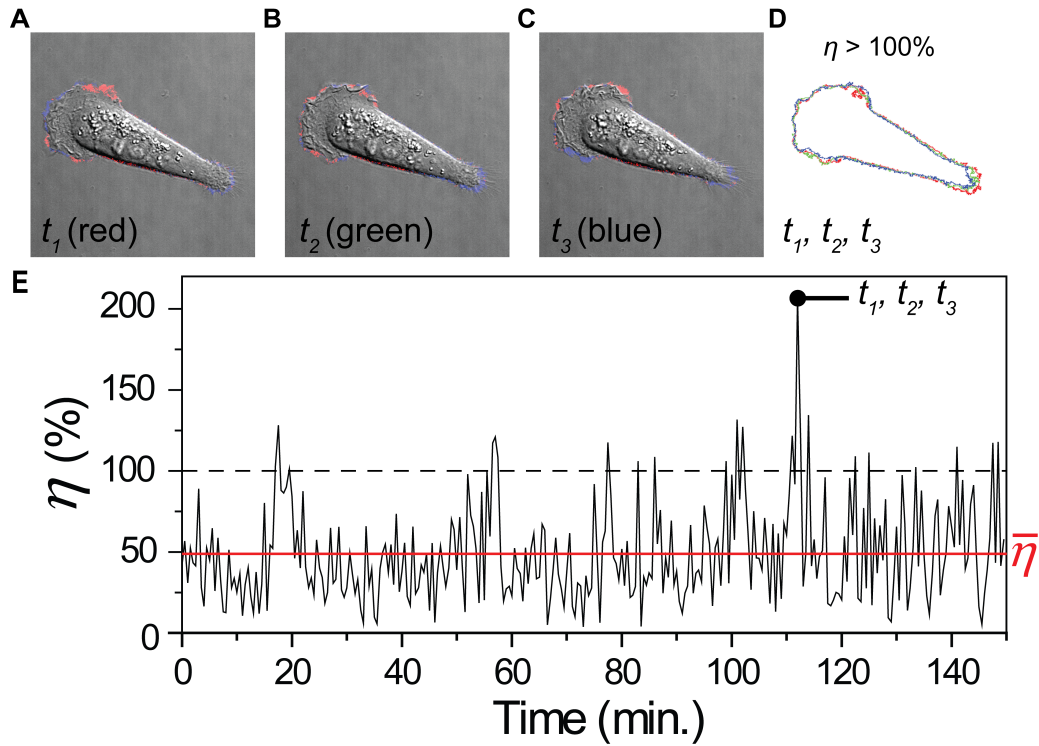 A
B
C
D
η > 100%
t1 (red)
t2 (green)
t3 (blue)
t1, t2, t3
E
η (%)
200
150
100
50
0
t1, t2, t3
η̅
0 20 40 60 80 100 120 140
Time (min.)